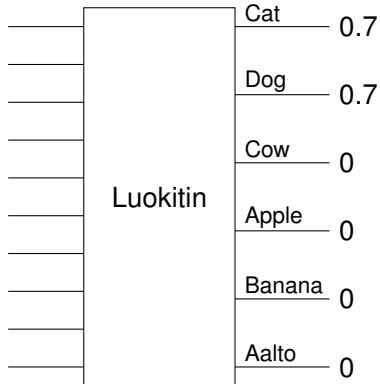 Cat 0.7
Dog 0.7
Cow 0
Luokitin
Apple 0
Banana 0
Aalto 0